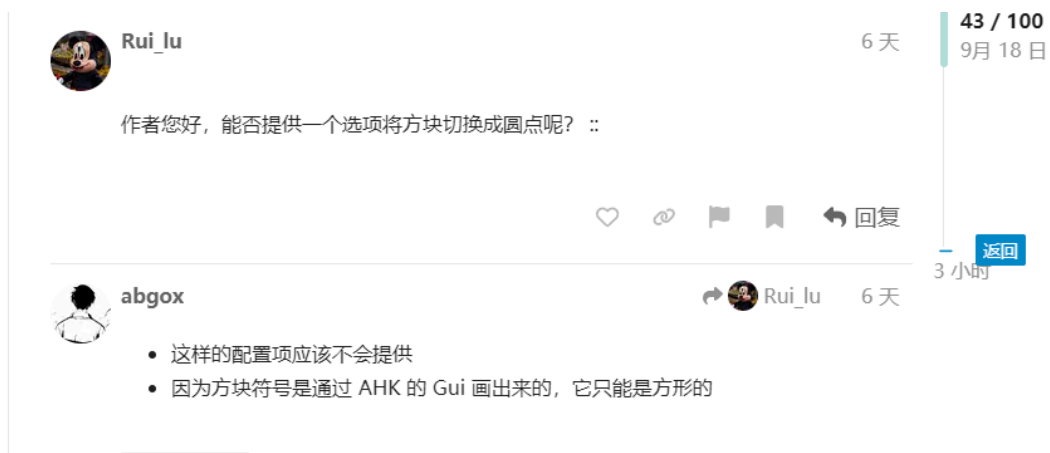 Rui_lu
6 天
43 / 100
9月 18 日
作者您好，能否提供一个选项将方块切换成圆点呢？ ::
回复
返回
3 小时
abgox
Rui_lu
6 天
这样的配置项应该不会提供
因为方块符号是通过 AHK 的 Gui 画出来的，它只能是方形的